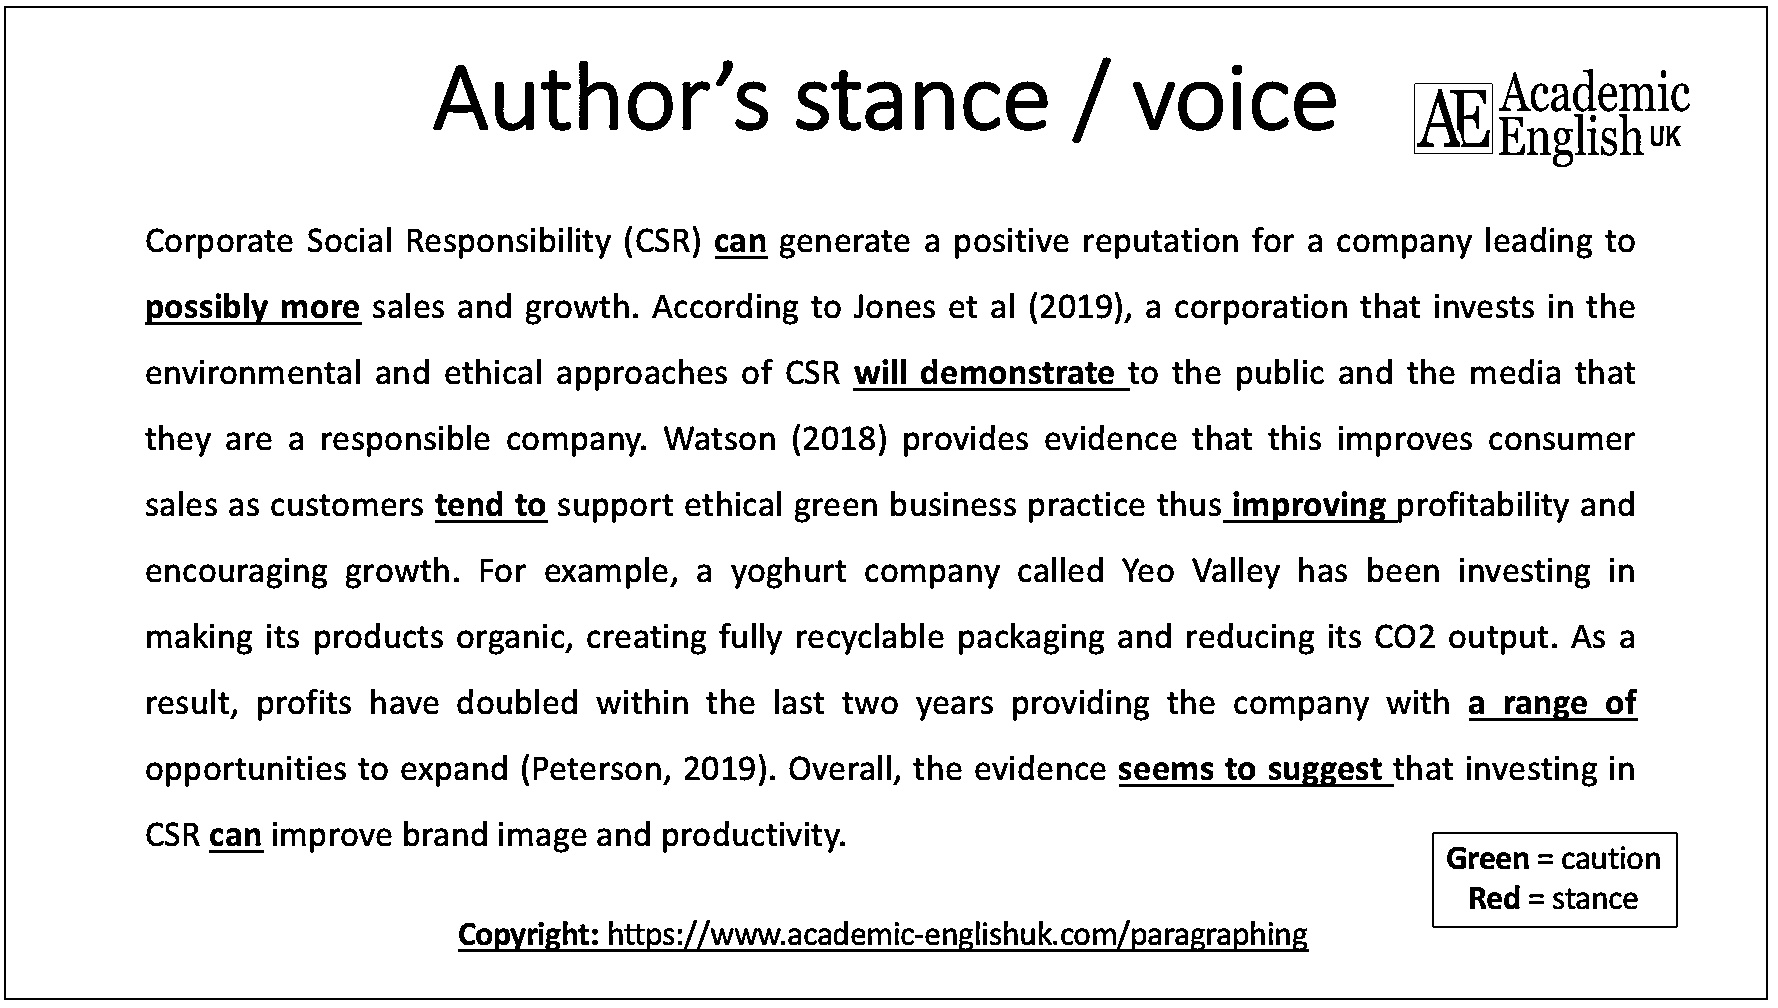 Author's stance / voice
AE Academic
English UK
Corporate Social Responsibility (CSR) can generate a positive reputation for a company leading to
possibly more sales and growth. According to Jones et al (2019), a corporation that invests in the
environmental and ethical approaches of CSR will demonstrate to the public and the media that
they are a responsible company. Watson (2018) provides evidence that this improves consumer
sales as customers tend to support ethical green business practice thus improving profitability and
encouraging growth. For example, a yoghurt company called Yeo Valley has been investing in
making its products organic, creating fully recyclable packaging and reducing its CO2 output. As a
result, profits have doubled within the last two years providing the company with a range of
opportunities to expand (Peterson, 2019). Overall, the evidence seems to suggest that investing in
CSR can improve brand image and productivity.
Green = caution
Red = stance
Copyright: https://www.academic-englishuk.com/paragraphing